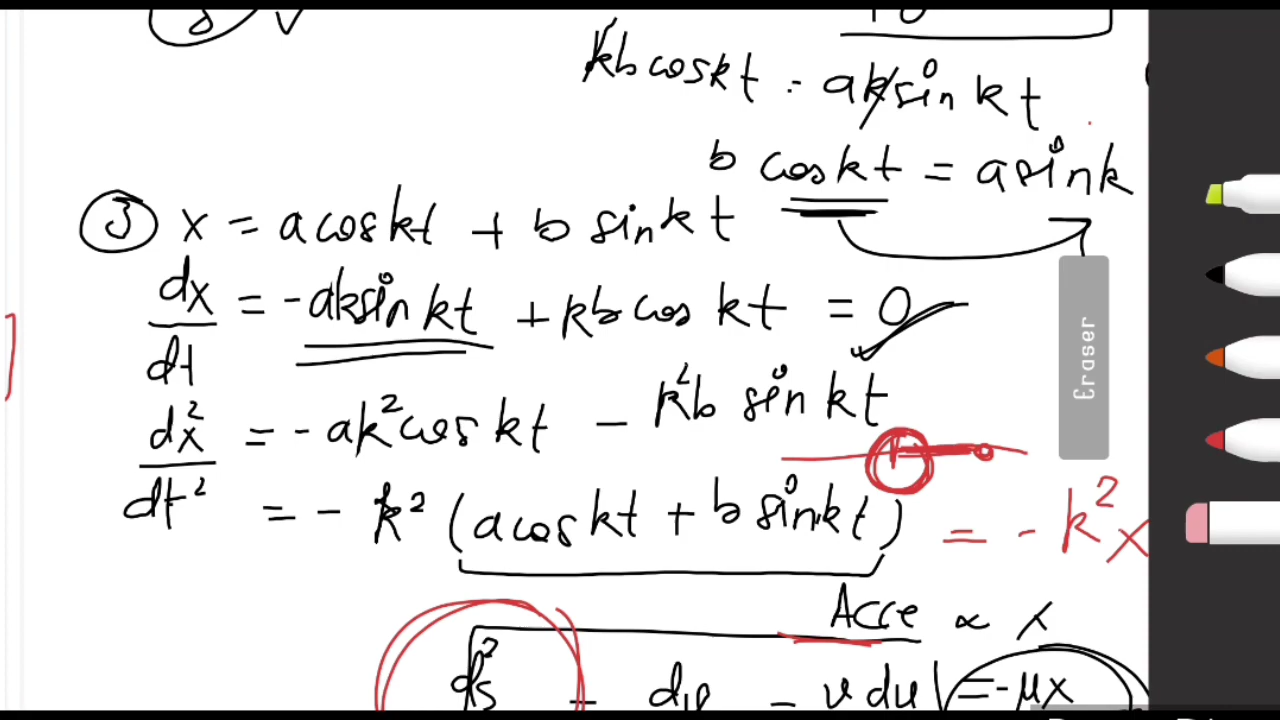 kb cos kt = ak sin kt
b cos kt = a sin k
③ x = a cos kt + b sin kt
dx/dt = -ak sin kt + kb cos kt = 0
d²x/dt² = - ak² cos kt - k²b sin kt
= - k² (a cos kt + b sin kt) = - k²x
Acce ∝ x
v du = -μx
Eraser